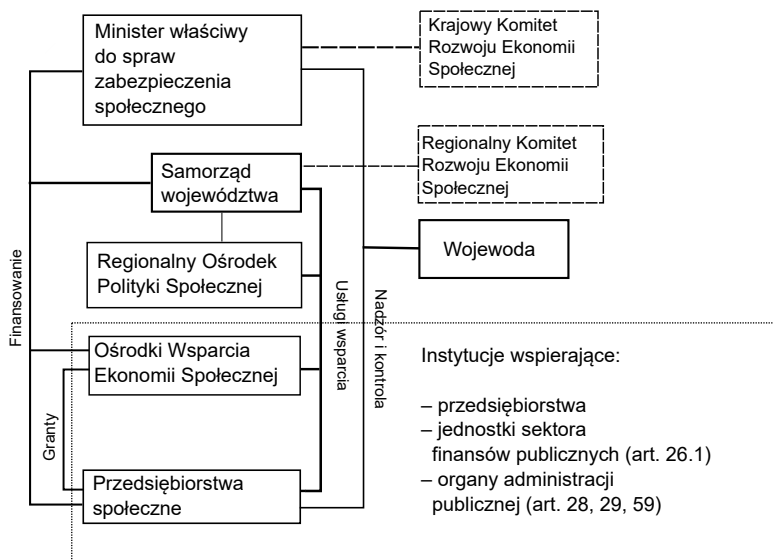 Minister właściwy
do spraw
zabezpieczenia
społecznego
Krajowy Komitet
Rozwoju Ekonomii
Społecznej
Regionalny Komitet
Rozwoju Ekonomii
Społecznej
Samorząd
województwa
Wojewoda
Regionalny Ośrodek
Polityki Społecznej
Finansowanie
Usługi wsparcia
Nadzór i kontrola
Ośrodki Wsparcia
Ekonomii Społecznej
Granty
Przedsiębiorstwa
społeczne
Instytucje wspierające:
– przedsiębiorstwa
– jednostki sektora
finansów publicznych (art. 26.1)
– organy administracji
publicznej (art. 28, 29, 59)